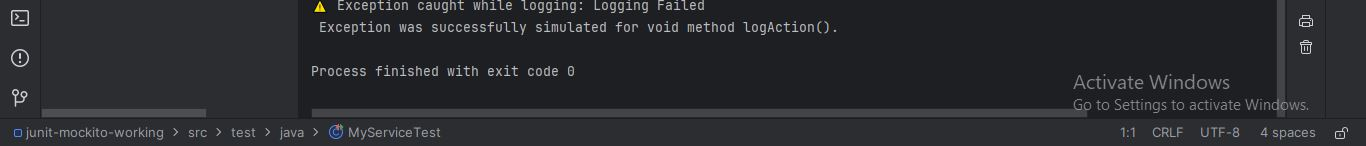 Exception caught while logging: Logging Failed
Exception was successfully simulated for void method logAction().
Process finished with exit code 0
Activate Windows
Go to Settings to activate Windows.
junit-mockito-working > src > test > java > MyServiceTest 1:1 CRLF UTF-8 4 spaces